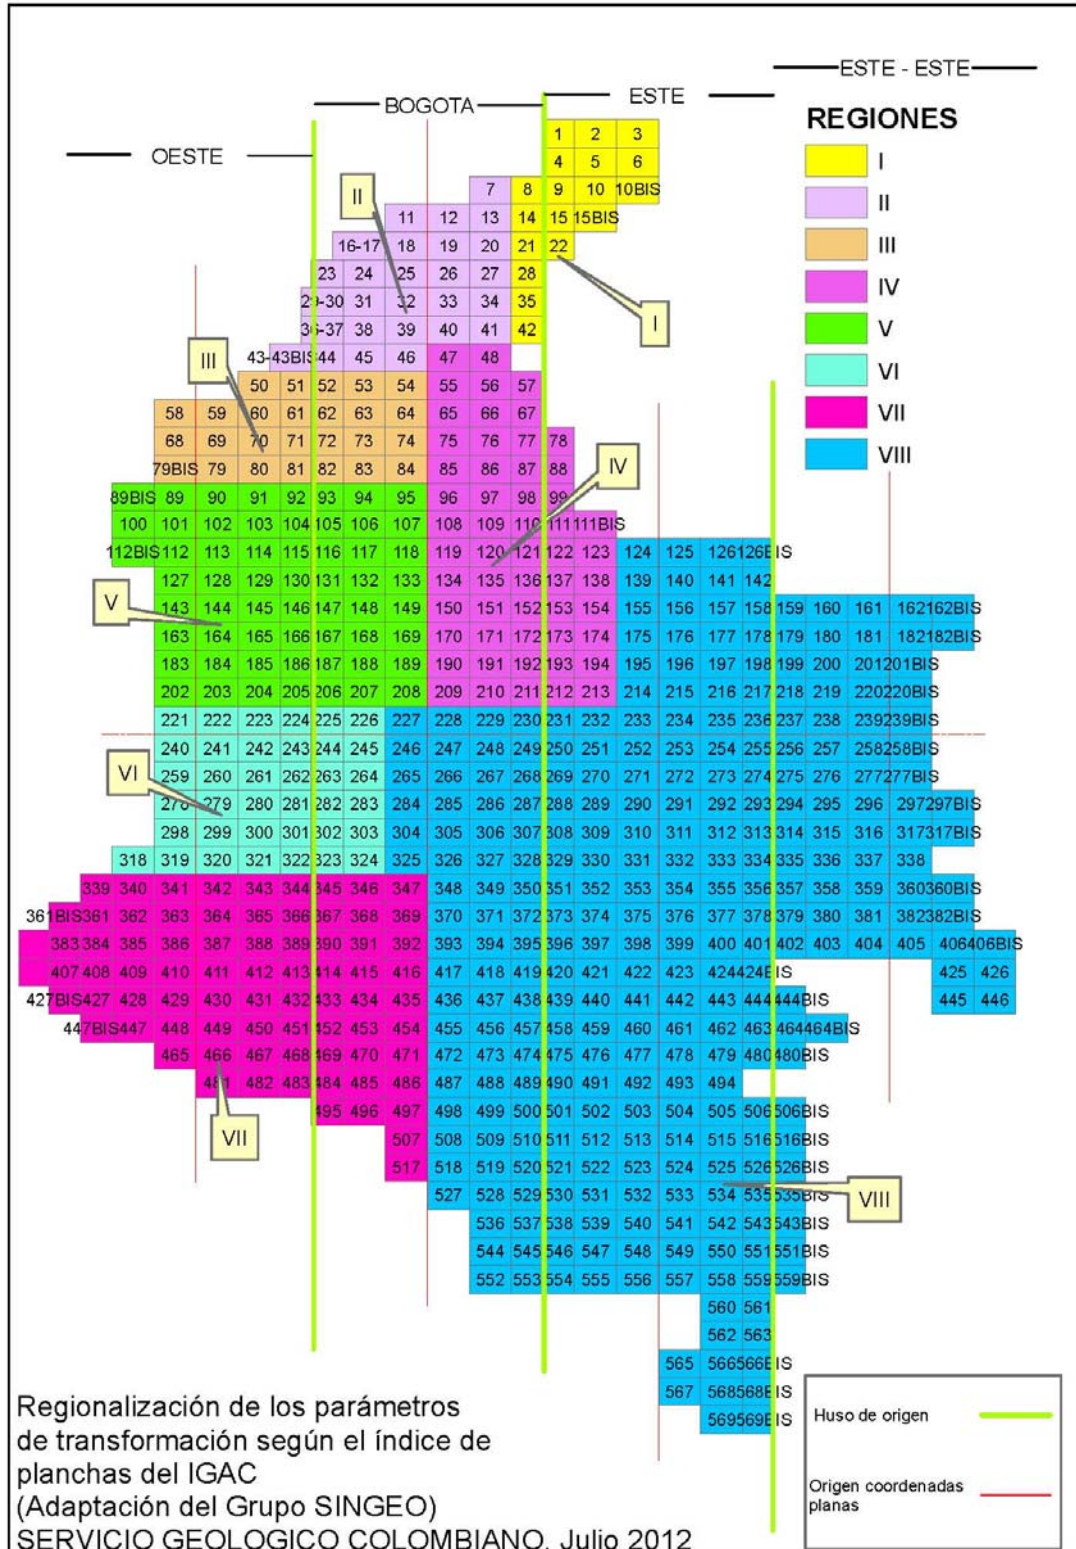 ESTE - ESTE
BOGOTA
ESTE
OESTE
REGIONES
I
II
III
IV
V
VI
VII
VIII
1 2 3
4 5 6
7 8 9 10 10BIS
11 12 13 14 15 15BIS
16-17 18 19 20 21 22
23 24 25 26 27 28
29-30 31 32 33 34 35
36-37 38 39 40 41 42
43-43BIS 44 45 46 47 48
50 51 52 53 54 55 56 57
58 59 60 61 62 63 64 65 66 67
68 69 70 71 72 73 74 75 76 77 78
79BIS 79 80 81 82 83 84 85 86 87 88
89BIS 89 90 91 92 93 94 95 96 97 98 99
100 101 102 103 104 105 106 107 108 109 110 111 111BIS
112BIS 112 113 114 115 116 117 118 119 120 121 122 123 124 125 126 126BIS
127 128 129 130 131 132 133 134 135 136 137 138 139 140 141 142
143 144 145 146 147 148 149 150 151 152 153 154 155 156 157 158 159 160 161 162 162BIS
163 164 165 166 167 168 169 170 171 172 173 174 175 176 177 178 179 180 181 182 182BIS
183 184 185 186 187 188 189 190 191 192 193 194 195 196 197 198 199 200 201 201BIS
202 203 204 205 206 207 208 209 210 211 212 213 214 215 216 217 218 219 220 220BIS
221 222 223 224 225 226 227 228 229 230 231 232 233 234 235 236 237 238 239 239BIS
240 241 242 243 244 245 246 247 248 249 250 251 252 253 254 255 256 257 258 258BIS
259 260 261 262 263 264 265 266 267 268 269 270 271 272 273 274 275 276 277 277BIS
278 279 280 281 282 283 284 285 286 287 288 289 290 291 292 293 294 295 296 297 297BIS
298 299 300 301 302 303 304 305 306 307 308 309 310 311 312 313 314 315 316 317 317BIS
318 319 320 321 322 323 324 325 326 327 328 329 330 331 332 333 334 335 336 337 338
339 340 341 342 343 344 345 346 347 348 349 350 351 352 353 354 355 356 357 358 359 360 360BIS
361BIS 361 362 363 364 365 366 367 368 369 370 371 372 373 374 375 376 377 378 379 380 381 382 382BIS
383 384 385 386 387 388 389 390 391 392 393 394 395 396 397 398 399 400 401 402 403 404 405 406 406BIS
407 408 409 410 411 412 413 414 415 416 417 418 419 420 421 422 423 424 424BIS 425 426
427BIS 427 428 429 430 431 432 433 434 435 436 437 438 439 440 441 442 443 444 444BIS 445 446
447BIS 447 448 449 450 451 452 453 454 455 456 457 458 459 460 461 462 463 464 464BIS
465 466 467 468 469 470 471 472 473 474 475 476 477 478 479 480 480BIS
481 482 483 484 485 486 487 488 489 490 491 492 493 494
495 496 497 498 499 500 501 502 503 504 505 506 506BIS
507 508 509 510 511 512 513 514 515 516 516BIS
517 518 519 520 521 522 523 524 525 526 526BIS
527 528 529 530 531 532 533 534 535 535BIS
536 537 538 539 540 541 542 543 543BIS
544 545 546 547 548 549 550 551 551BIS
552 553 554 555 556 557 558 559 559BIS
560 561
562 563
565 566 566BIS
567 568 568BIS
569 569BIS
II
I
III
IV
V
VI
VII
VIII
Regionalización de los parámetros
de transformación según el índice de
planchas del IGAC
(Adaptación del Grupo SINGEO)
SERVICIO GEOLOGICO COLOMBIANO. Julio 2012
Huso de origen
Origen coordenadas
planas